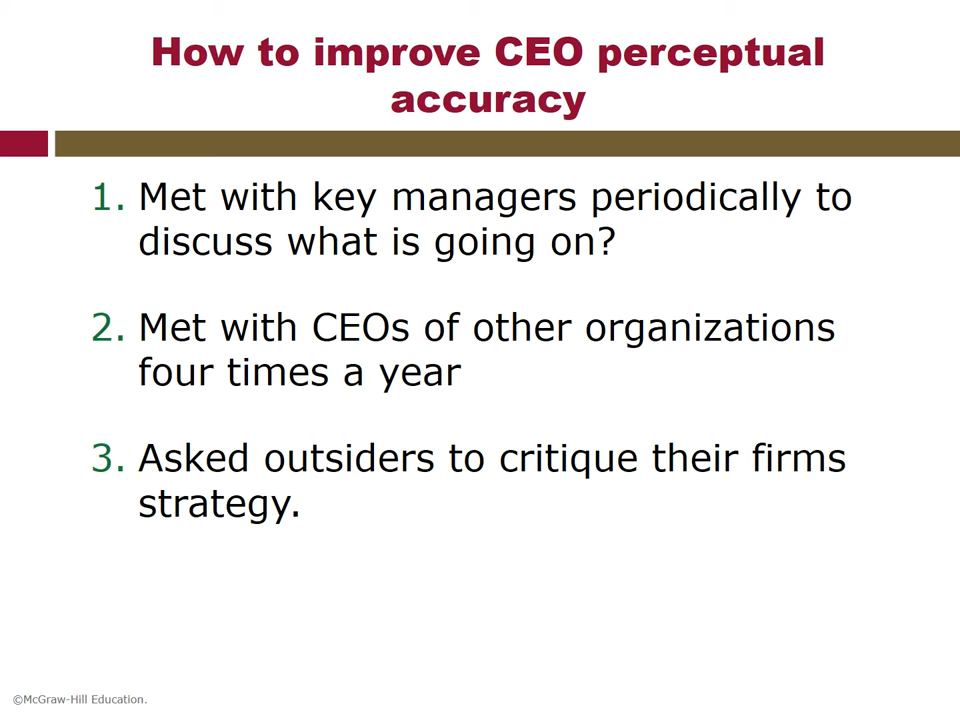 How to improve CEO perceptual
accuracy
1. Met with key managers periodically to
discuss what is going on?
2. Met with CEOs of other organizations
four times a year
3. Asked outsiders to critique their firms
strategy.
©McGraw-Hill Education.